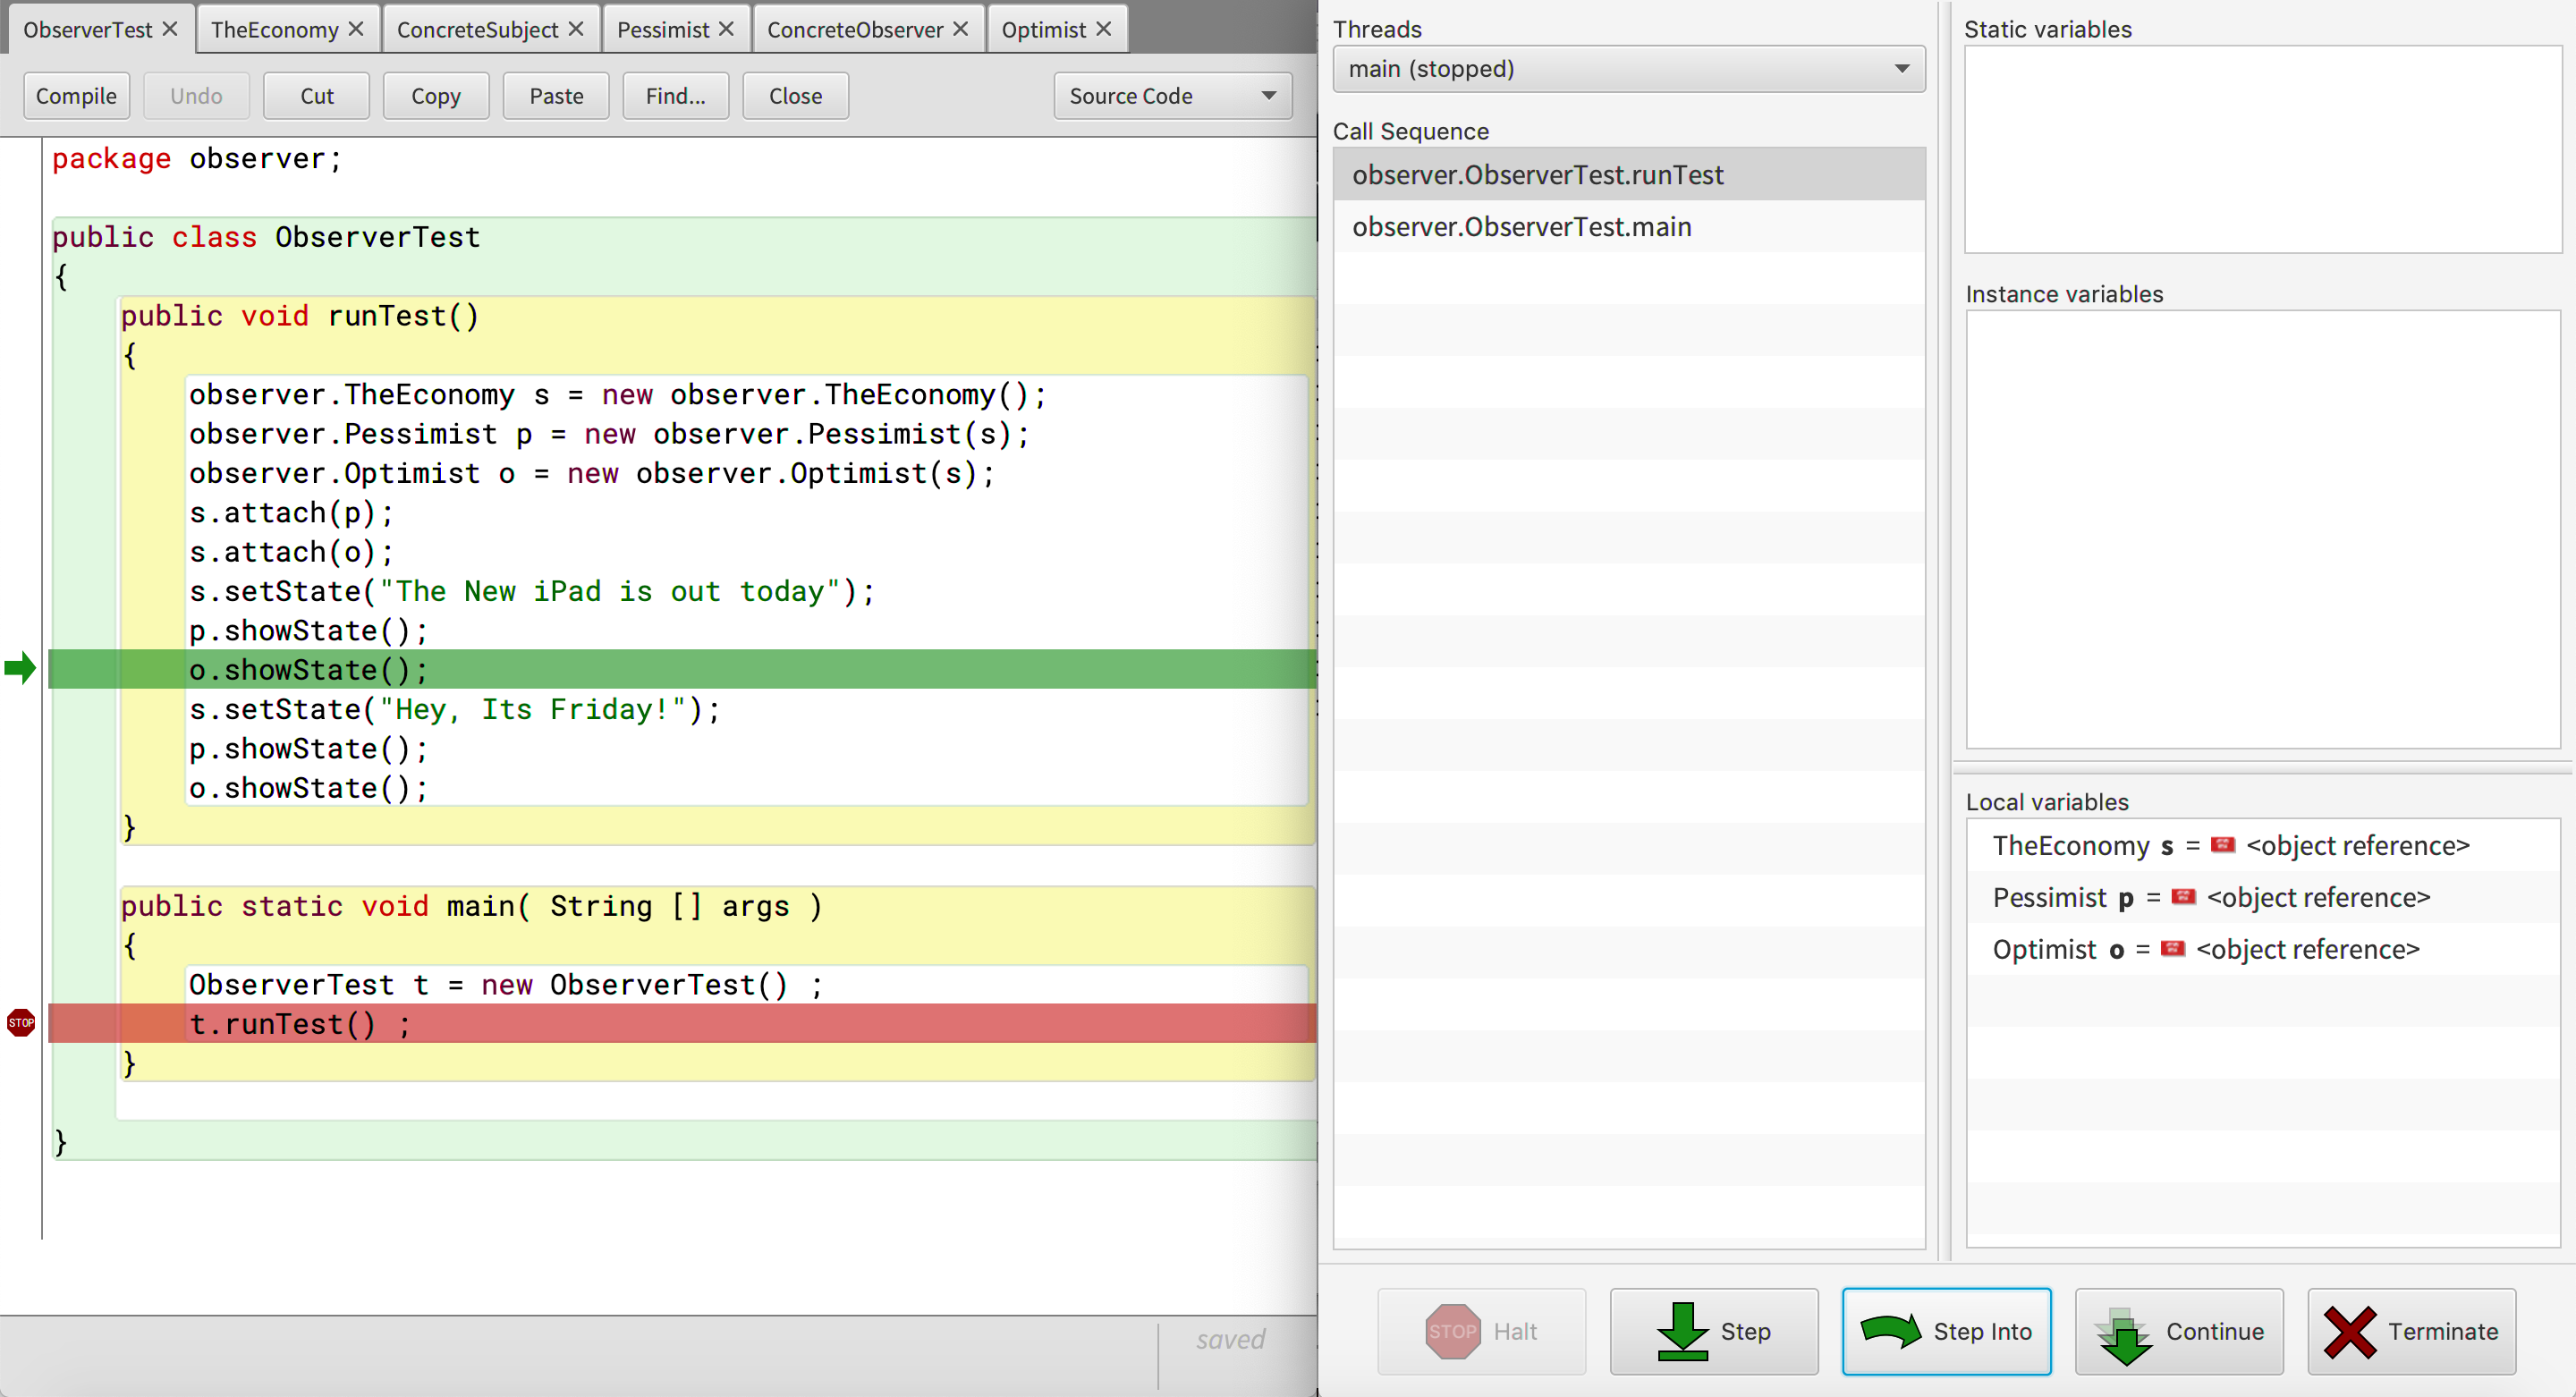 ObserverTest TheEconomy ConcreteSubject Pessimist ConcreteObserver Optimist
Compile Undo Cut Copy Paste Find... Close Source Code
package observer;
public class ObserverTest
{
public void runTest()
{
observer.TheEconomy s = new observer.TheEconomy();
observer.Pessimist p = new observer.Pessimist(s);
observer.Optimist o = new observer.Optimist(s);
s.attach(p);
s.attach(o);
s.setState("The New iPad is out today");
p.showState();
o.showState();
s.setState("Hey, Its Friday!");
p.showState();
o.showState();
}
public static void main( String [] args )
{
ObserverTest t = new ObserverTest() ;
STOP t.runTest() ;
}
}
saved
Threads
main (stopped)
Call Sequence
observer.ObserverTest.runTest
observer.ObserverTest.main
Static variables
Instance variables
Local variables
TheEconomy s = <object reference>
Pessimist p = <object reference>
Optimist o = <object reference>
STOP Halt Step Step Into Continue Terminate